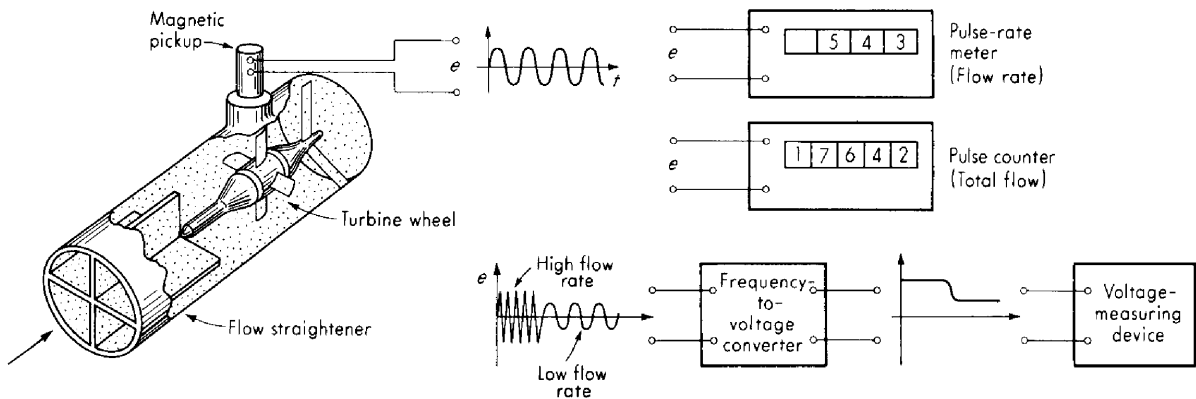 Magnetic
pickup
e
t
e
5 4 3
Pulse-rate
meter
(Flow rate)
e
1 7 6 4 2
Pulse counter
(Total flow)
Turbine wheel
Flow straightener
e
High flow
rate
Low flow
rate
Frequency-
to-
voltage
converter
Voltage-
measuring
device